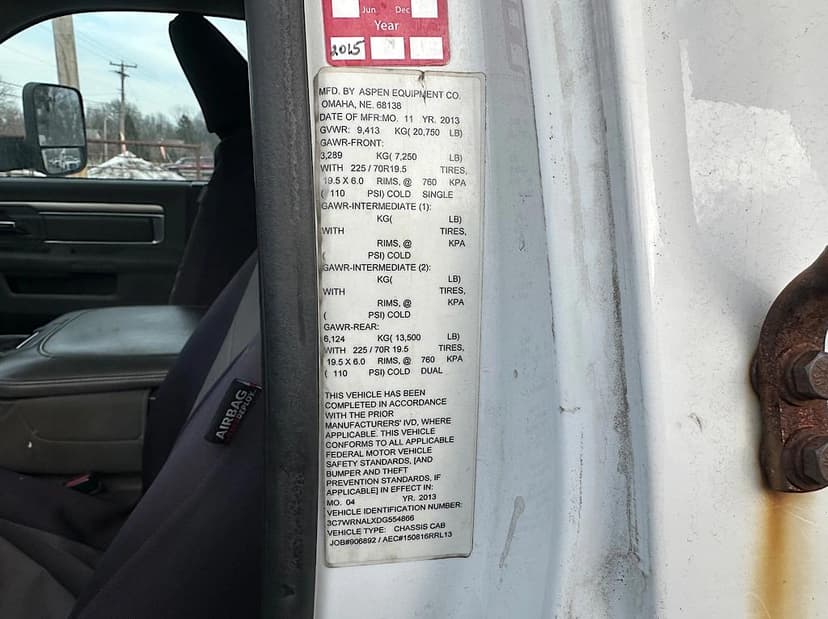 Jun Dec
Year
2015
MFD. BY ASPEN EQUIPMENT CO.
OMAHA, NE. 68138
DATE OF MFR:MO. 11 YR. 2013
GVWR: 9,413 KG( 20,750 LB)
GAWR-FRONT:
3,289 KG( 7,250 LB)
WITH 225 / 70R19.5 TIRES,
19.5 X 6.0 RIMS, @ 760 KPA
( 110 PSI) COLD SINGLE
GAWR-INTERMEDIATE (1):
KG( LB)
WITH TIRES,
RIMS, @ KPA
( PSI) COLD
GAWR-INTERMEDIATE (2):
KG( LB)
WITH TIRES,
RIMS, @ KPA
( PSI) COLD
GAWR-REAR:
6,124 KG( 13,500 LB)
WITH 225 / 70R 19.5 TIRES,
19.5 X 6.0 RIMS, @ 760 KPA
( 110 PSI) COLD DUAL
THIS VEHICLE HAS BEEN
COMPLETED IN ACCORDANCE
WITH THE PRIOR
MANUFACTURERS' IVD, WHERE
APPLICABLE. THIS VEHICLE
CONFORMS TO ALL APPLICABLE
FEDERAL MOTOR VEHICLE
SAFETY STANDARDS, [AND
BUMPER AND THEFT
PREVENTION STANDARDS, IF
APPLICABLE] IN EFFECT IN:
MO. 04 YR. 2013
VEHICLE IDENTIFICATION NUMBER:
3C7WRNALXDG554866
VEHICLE TYPE: CHASSIS CAB
JOB#906892 / AEC#150816RRL13
AIRBAG